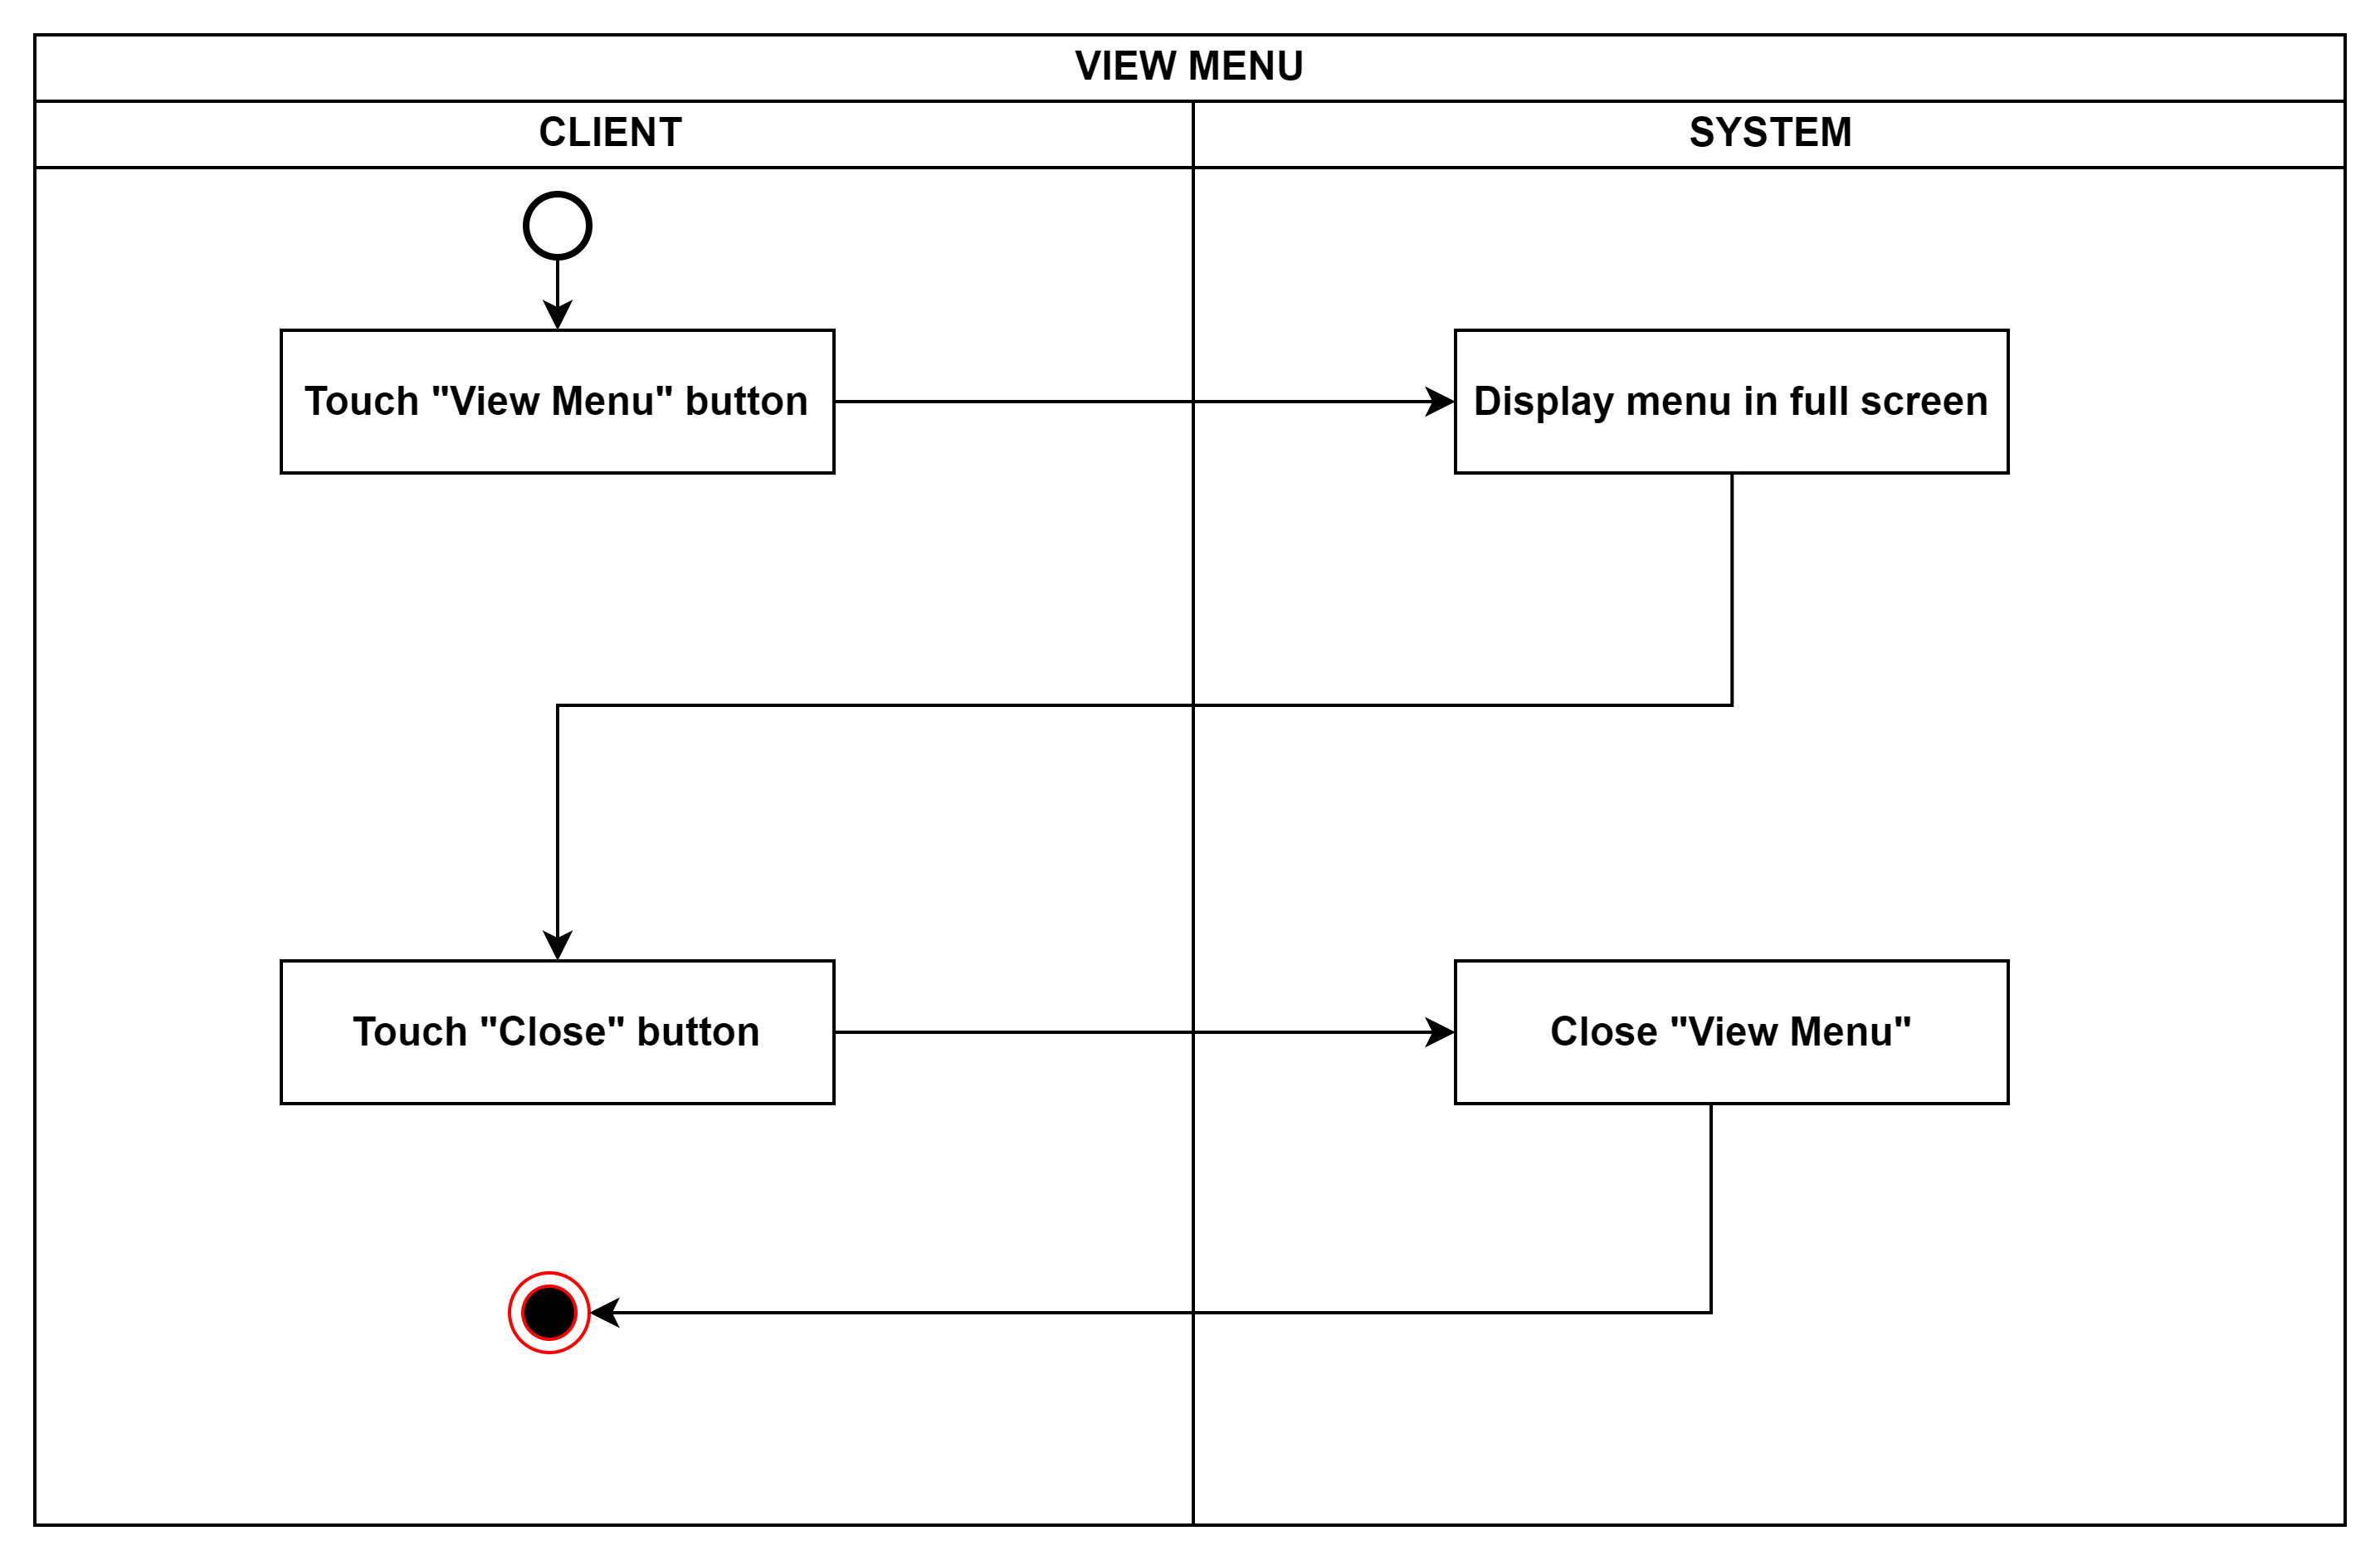 VIEW MENU
CLIENT
SYSTEM
Touch "View Menu" button
Display menu in full screen
Touch "Close" button
Close "View Menu"